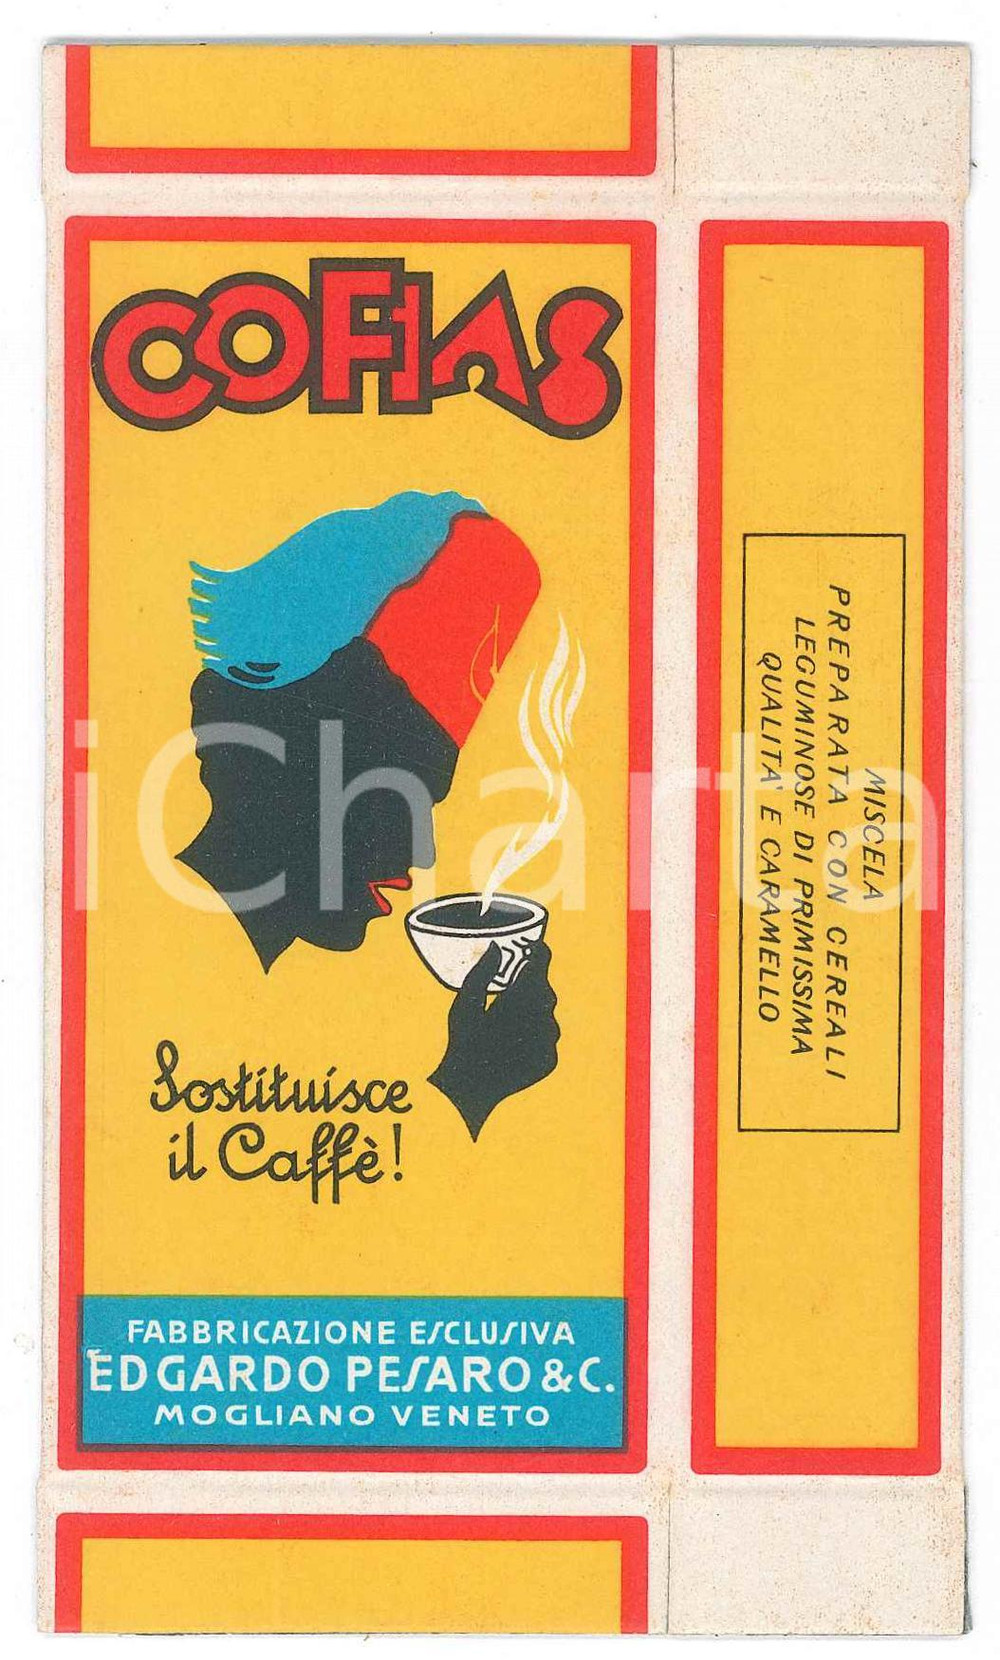 COFIAS
Sostituisce
il Caffè!
FABBRICAZIONE ESCLUSIVA
EDGARDO PESARO & C.
MOGLIANO VENETO
MISCELA
PREPARATA CON CEREALI
LEGUMINOSE DI PRIMISSIMA
QUALITA' E CARAMELLO
iCharta